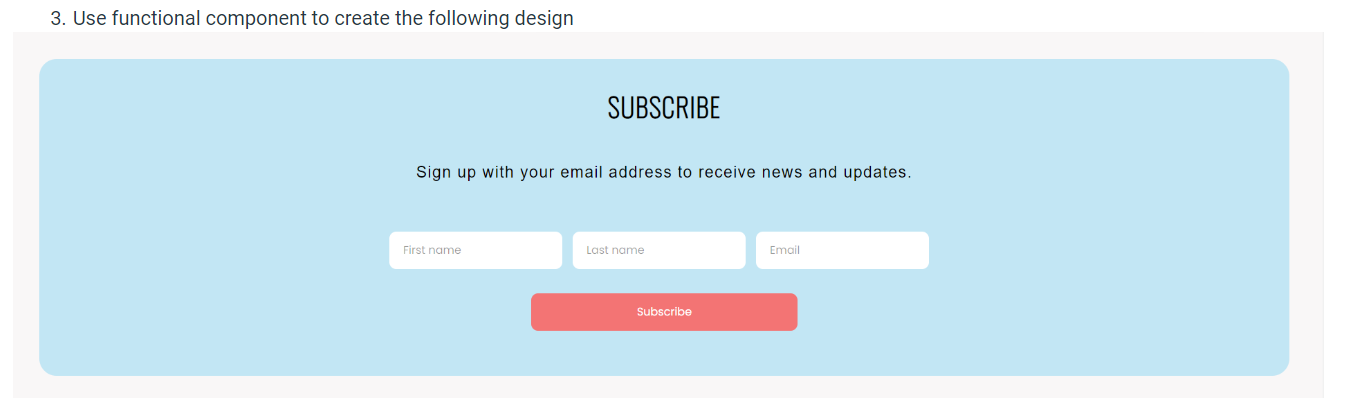 3. Use functional component to create the following design
SUBSCRIBE
Sign up with your email address to receive news and updates.
First name Last name Email
Subscribe